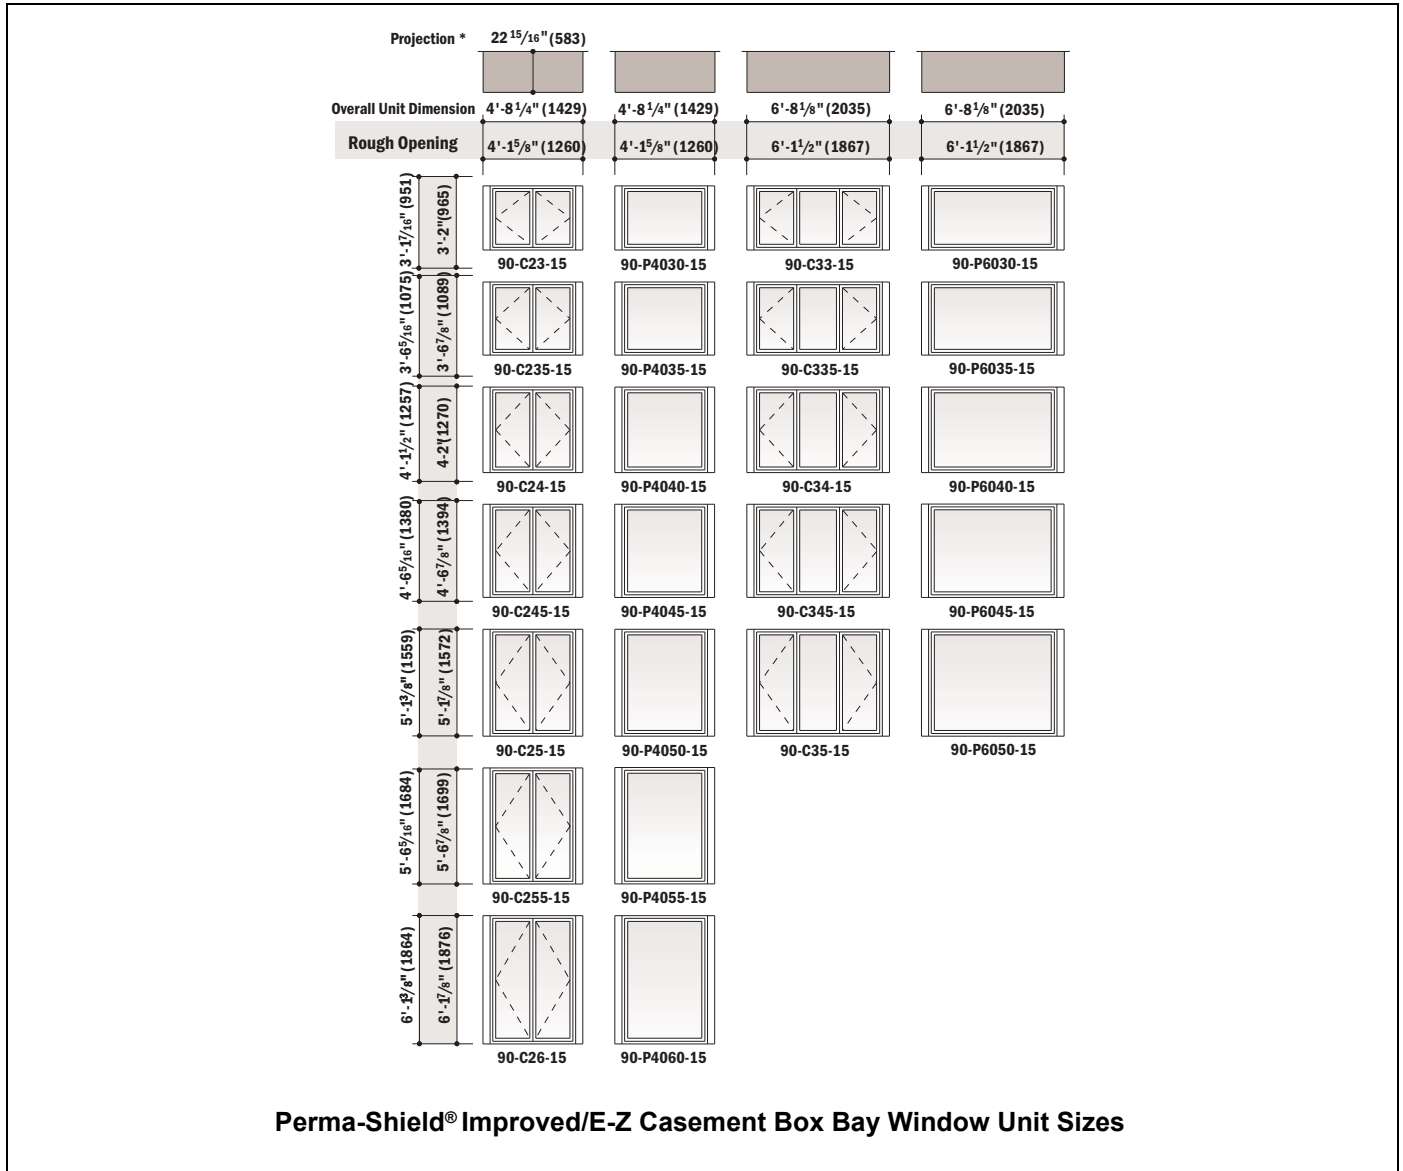 Projection * 22 15/16" (583)
Overall Unit Dimension 4'-8 1/4" (1429) 4'-8 1/4" (1429) 6'-8 1/8" (2035) 6'-8 1/8" (2035)
Rough Opening 4'-1 5/8" (1260) 4'-1 5/8" (1260) 6'-1 1/2" (1867) 6'-1 1/2" (1867)
3'-1 7/16" (951) 3'-2" (965)
90-C23-15 90-P4030-15 90-C33-15 90-P6030-15
3'-6 5/16" (1075) 3'-6 7/8" (1089)
90-C235-15 90-P4035-15 90-C335-15 90-P6035-15
4'-1 1/2" (1257) 4-2" (1270)
90-C24-15 90-P4040-15 90-C34-15 90-P6040-15
4'-6 5/16" (1380) 4'-6 7/8" (1394)
90-C245-15 90-P4045-15 90-C345-15 90-P6045-15
5'-1 3/8" (1559) 5'-1 7/8" (1572)
90-C25-15 90-P4050-15 90-C35-15 90-P6050-15
5'-6 5/16" (1684) 5'-6 7/8" (1699)
90-C255-15 90-P4055-15
6'-1 3/8" (1864) 6'-1 7/8" (1876)
90-C26-15 90-P4060-15
Perma-Shield® Improved/E-Z Casement Box Bay Window Unit Sizes